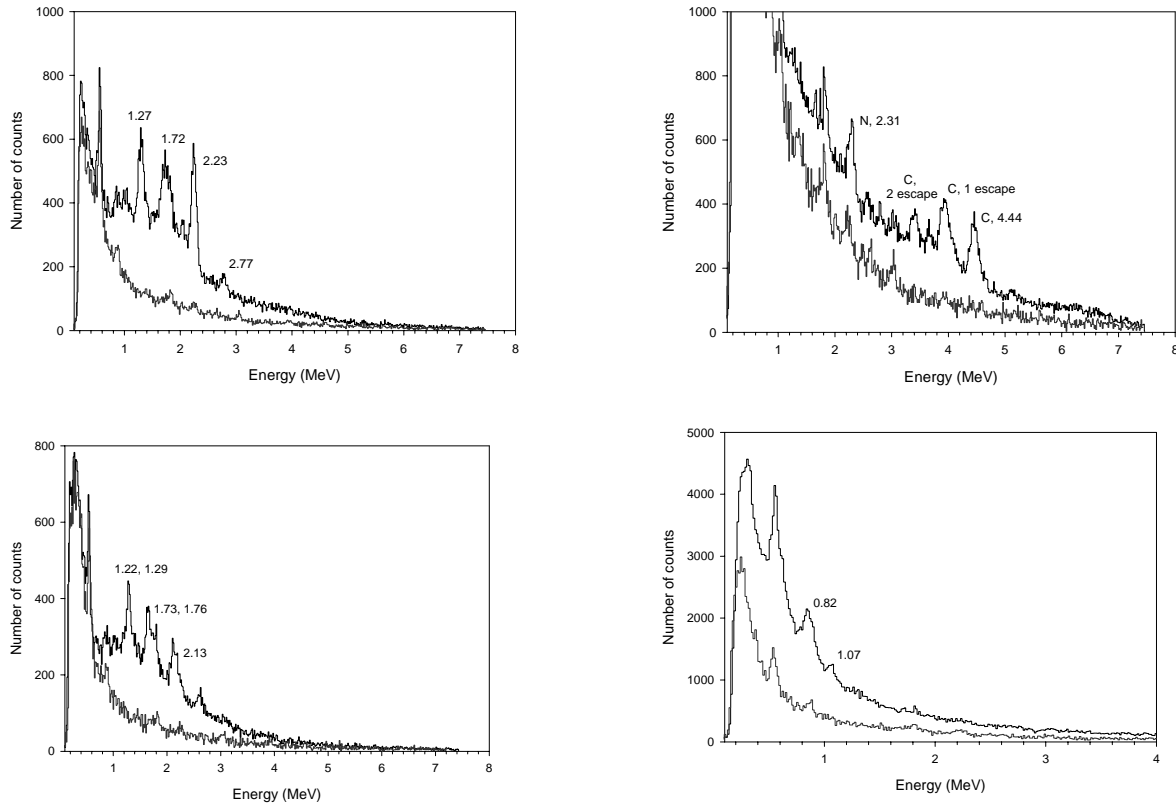 1000
800
600
400
200
0
Number of counts
1.27
1.72
2.23
2.77
1 2 3 4 5 6 7 8
Energy (MeV)
1000
800
600
400
200
0
Number of counts
N, 2.31
C,
2 escape
C, 1 escape
C, 4.44
1 2 3 4 5 6 7 8
Energy (MeV)
800
600
400
200
0
Number of counts
1.22, 1.29
1.73, 1.76
2.13
1 2 3 4 5 6 7 8
Energy (MeV)
5000
4000
3000
2000
1000
0
Number of counts
0.82
1.07
1 2 3 4
Energy (MeV)